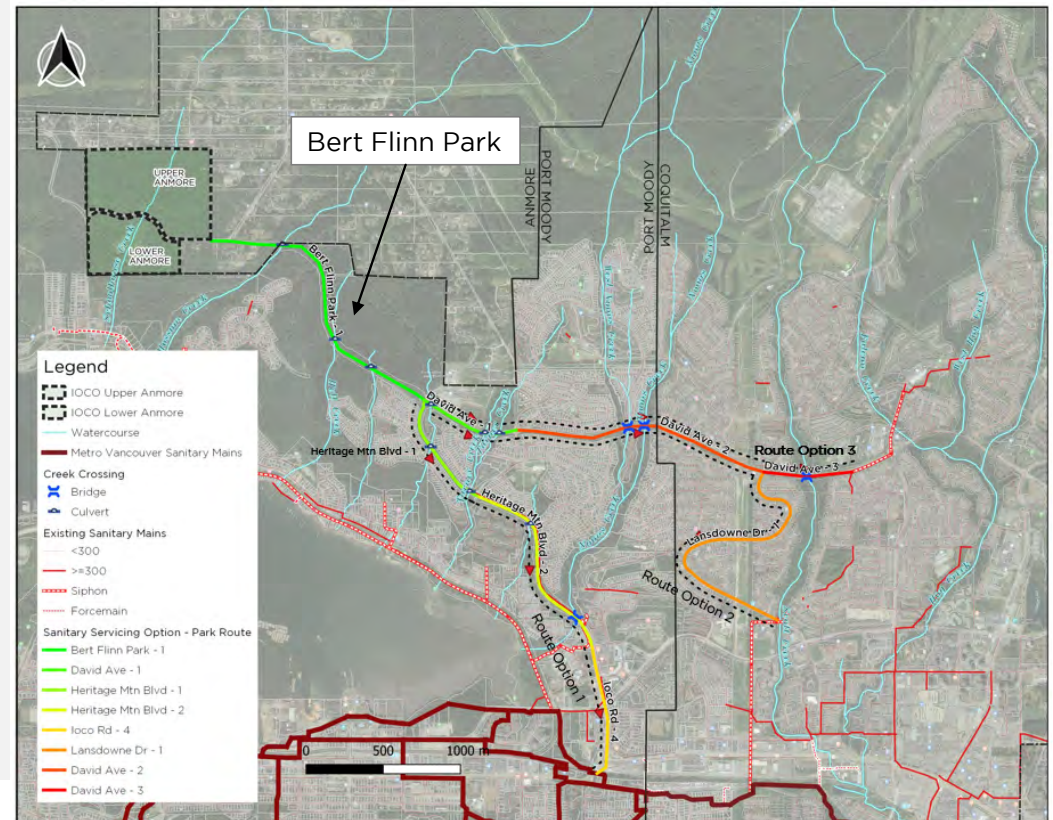 Bert Flinn Park
UPPER
ANMORE
LOWER
ANMORE
ANMORE
PORT MOODY
PORT MOODY
COQUITALM
Bert Flinn Park - 1
David Ave - 1
Heritage Mtn Blvd - 1
Heritage Mtn Blvd - 2
David Ave - 2
Route Option 3
David Ave - 3
Lansdowne Dr - 1
Route Option 2
Route Option 1
Ioco Rd - 4
Legend
IOCO Upper Anmore
IOCO Lower Anmore
Watercourse
Metro Vancouver Sanitary Mains
Creek Crossing
Bridge
Culvert
Existing Sanitary Mains
<300
>=300
Siphon
Forcemain
Sanitary Servicing Option - Park Route
Bert Flinn Park - 1
David Ave - 1
Heritage Mtn Blvd - 1
Heritage Mtn Blvd - 2
Ioco Rd - 4
Lansdowne Dr - 1
David Ave - 2
David Ave - 3
0 500 1000 m